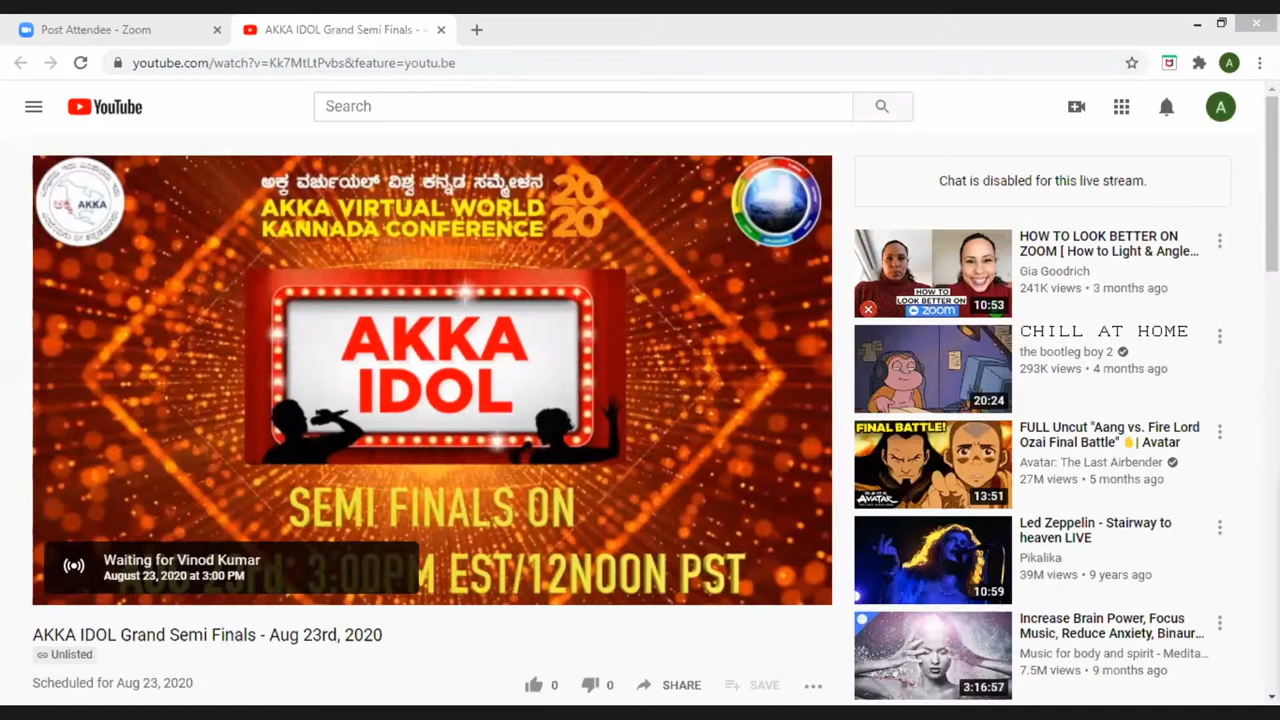 Post Attendee - Zoom
AKKA IDOL Grand Semi Finals -
youtube.com/watch?v=Kk7MtLtPvbs&feature=youtu.be
A
YouTube
Search
A
AKKA
ಅಕ್ಕ ವರ್ಚುಯಲ್ ವಿಶ್ವ ಕನ್ನಡ ಸಮ್ಮೇಳನ
AKKA VIRTUAL WORLD
KANNADA CONFERENCE
2020
AKKA
IDOL
SEMI FINALS ON
EST/12NOON PST
Waiting for Vinod Kumar
August 23, 2020 at 3:00 PM
AKKA IDOL Grand Semi Finals - Aug 23rd, 2020
Unlisted
Scheduled for Aug 23, 2020
0
0
SHARE
SAVE
Chat is disabled for this live stream.
HOW TO
LOOK BETTER ON
zoom
10:53
HOW TO LOOK BETTER ON
ZOOM [ How to Light & Angle...
Gia Goodrich
241K views • 3 months ago
20:24
CHILL AT HOME
the bootleg boy 2
293K views • 4 months ago
FINAL BATTLE!
AVATAR
13:51
FULL Uncut "Aang vs. Fire Lord
Ozai Final Battle" 🔥| Avatar
Avatar: The Last Airbender
27M views • 5 months ago
10:59
Led Zeppelin - Stairway to
heaven LIVE
Pikalika
39M views • 9 years ago
3:16:57
Increase Brain Power, Focus
Music, Reduce Anxiety, Binaur...
Music for body and spirit - Medita...
7.5M views • 9 months ago